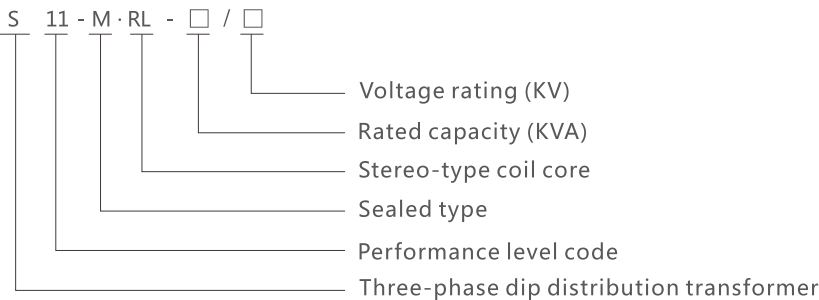 S 11 - M · RL - □ / □
Voltage rating (KV)
Rated capacity (KVA)
Stereo-type coil core
Sealed type
Performance level code
Three-phase dip distribution transformer